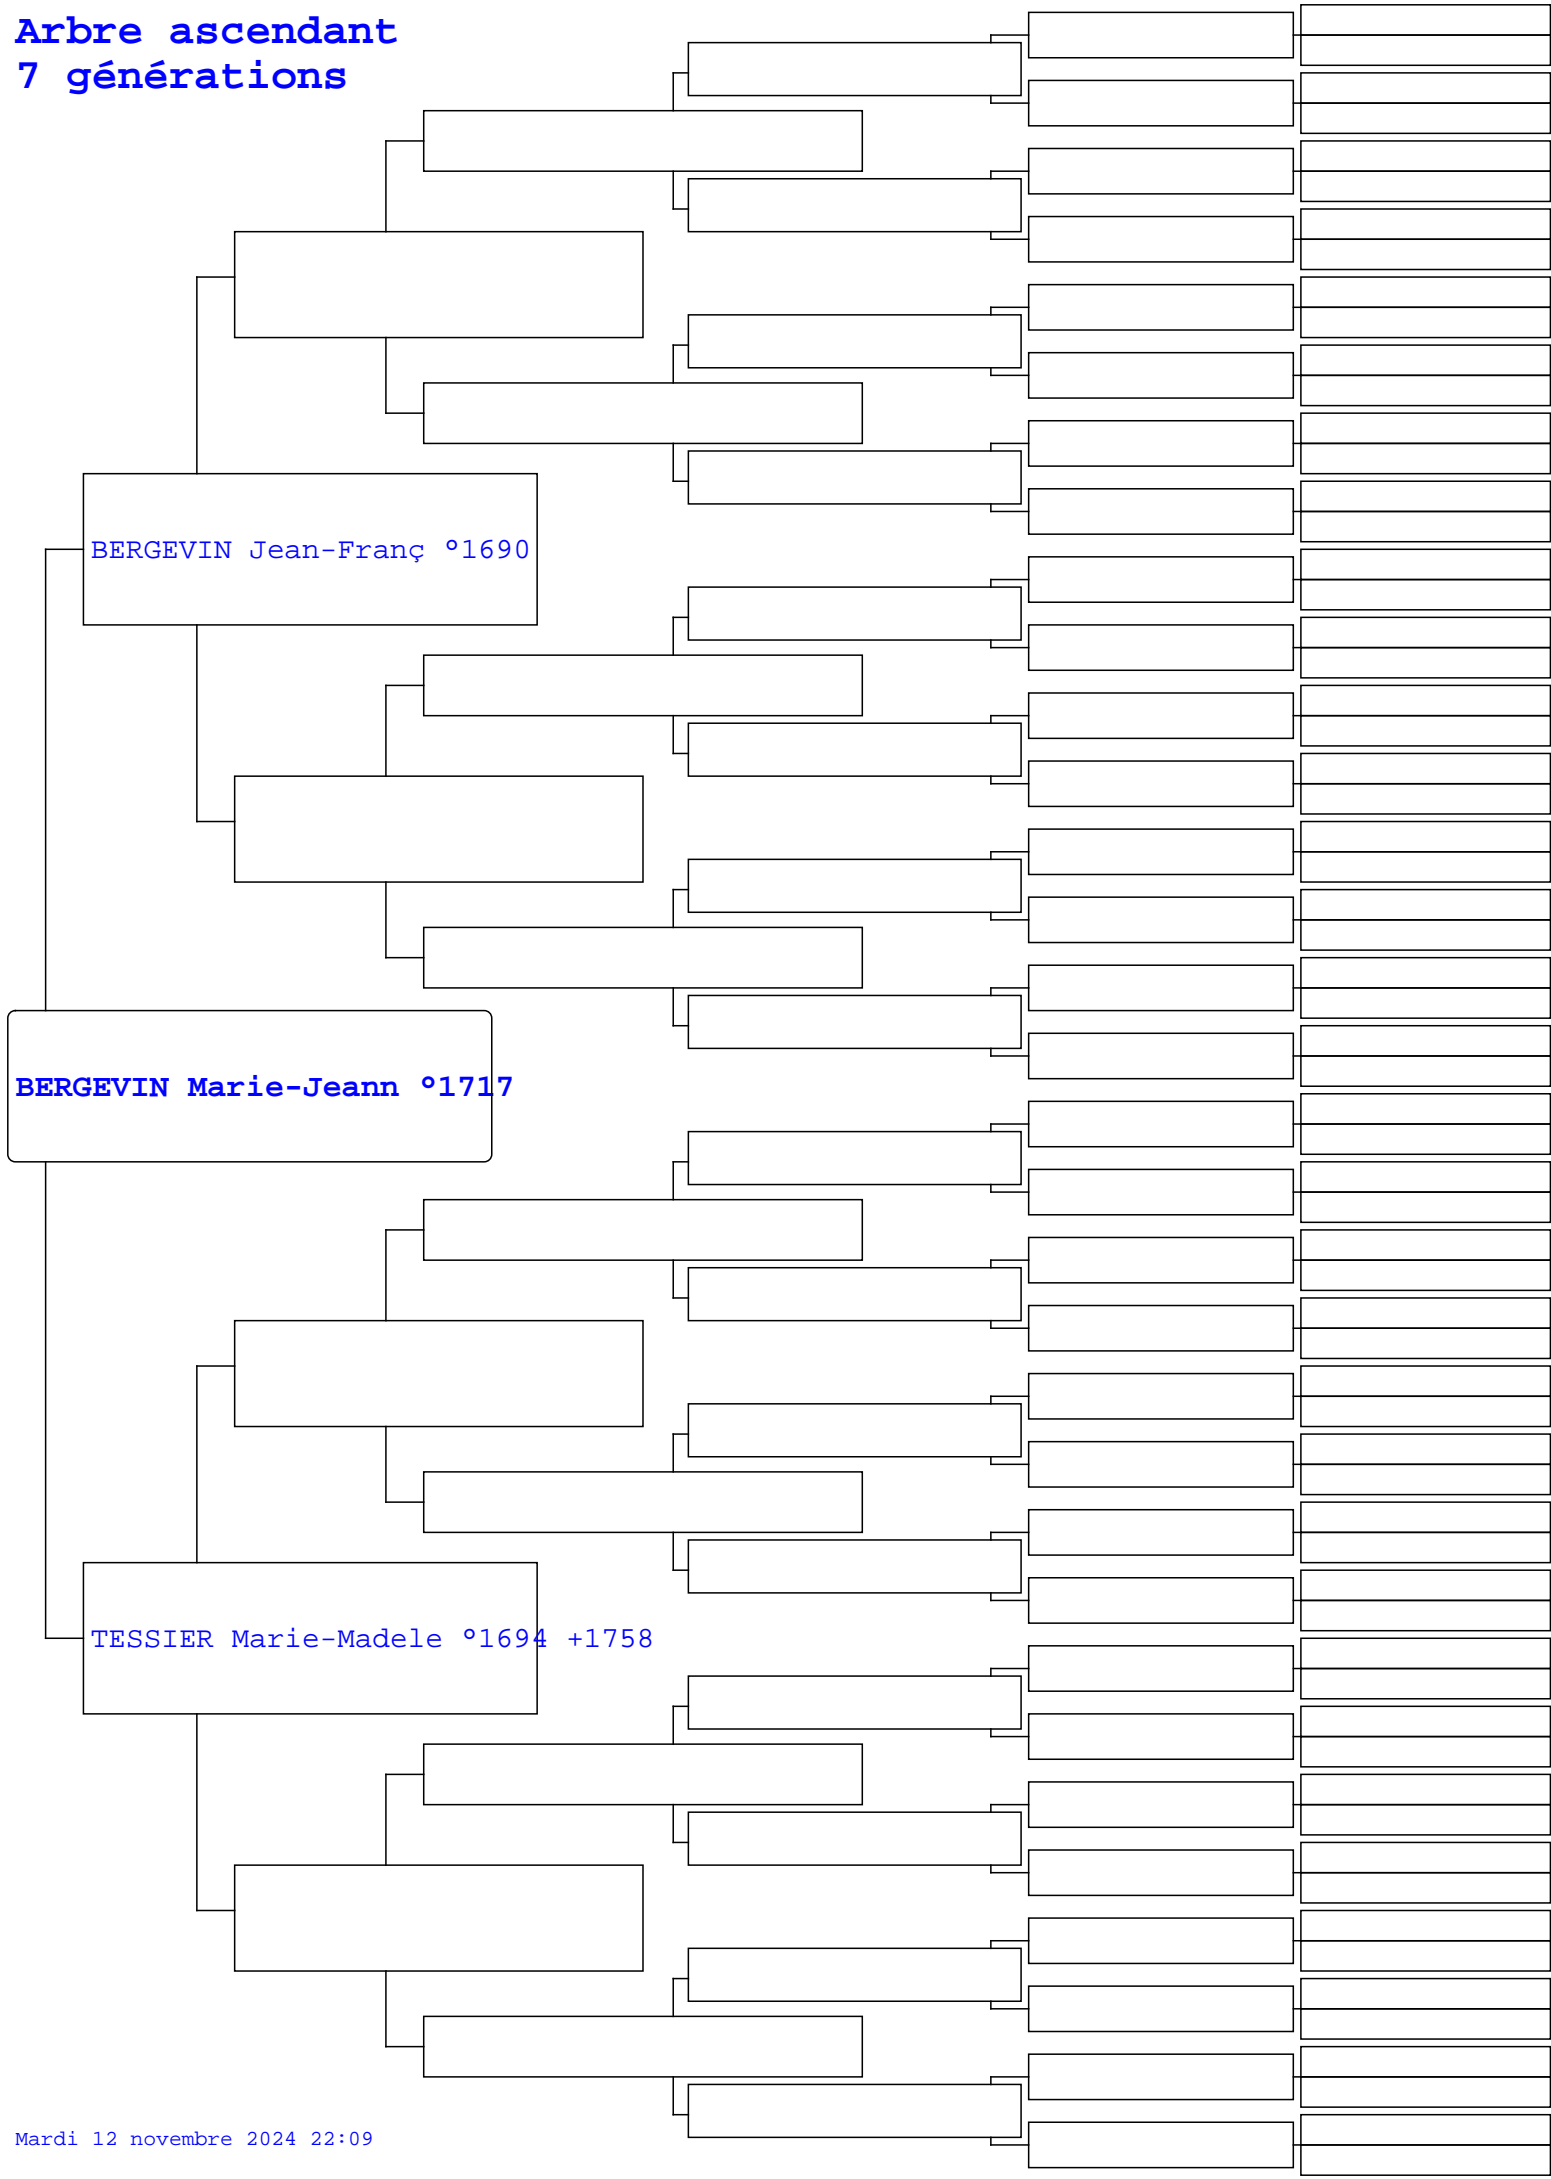 Arbre ascendant
7 générations
BERGEVIN Jean-Franç °1690
BERGEVIN Marie-Jeann °1717
TESSIER Marie-Madele °1694 +1758
Mardi 12 novembre 2024 22:09